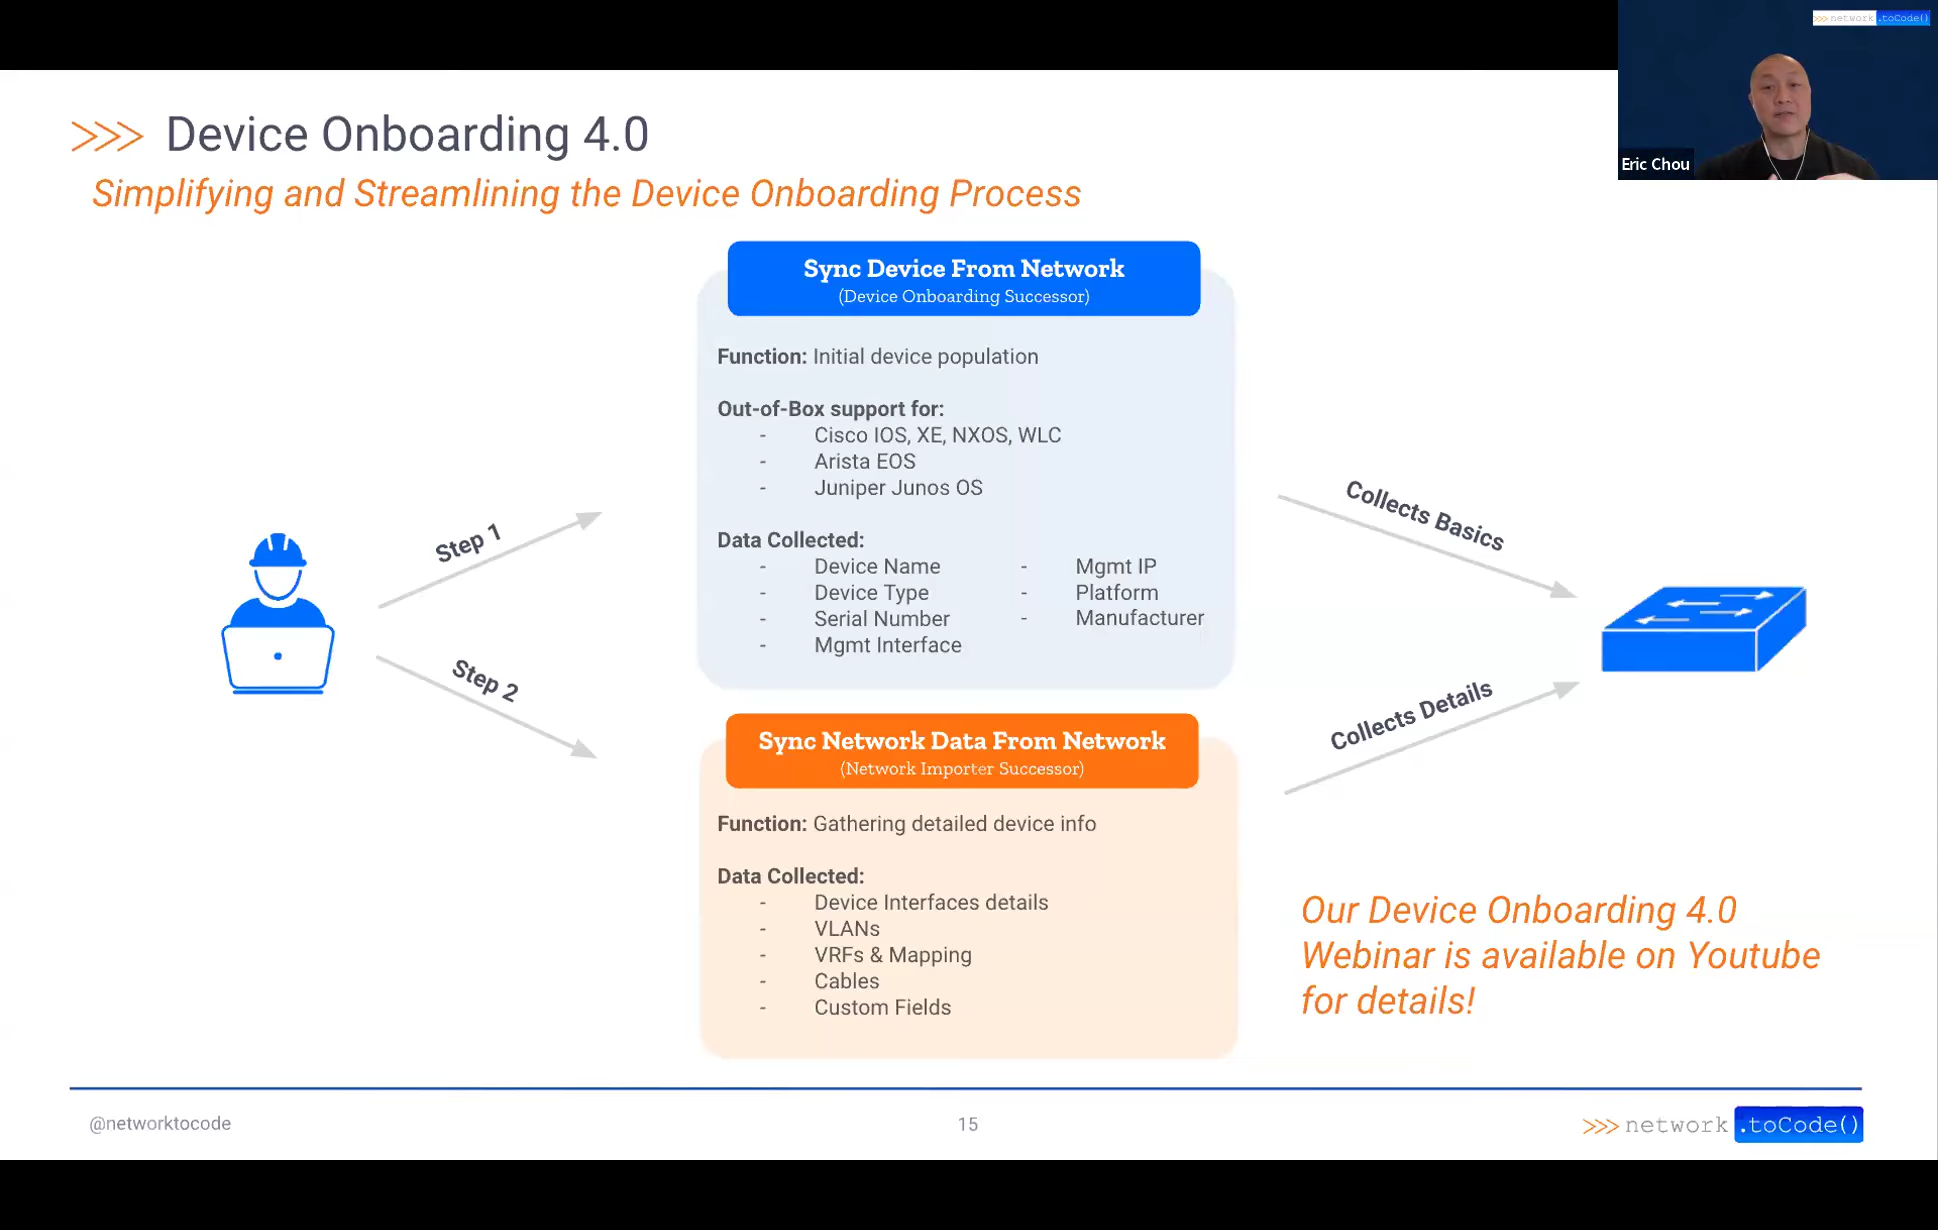 >>> network .toCode()
Eric Chou
>>> Device Onboarding 4.0
Simplifying and Streamlining the Device Onboarding Process
Sync Device From Network
(Device Onboarding Successor)
Function: Initial device population
Out-of-Box support for:
- Cisco IOS, XE, NXOS, WLC
- Arista EOS
- Juniper Junos OS
Data Collected:
- Device Name - Mgmt IP
- Device Type - Platform
- Serial Number - Manufacturer
- Mgmt Interface
Step 1
Step 2
Collects Basics
Collects Details
Sync Network Data From Network
(Network Importer Successor)
Function: Gathering detailed device info
Data Collected:
- Device Interfaces details
- VLANs
- VRFs & Mapping
- Cables
- Custom Fields
Our Device Onboarding 4.0
Webinar is available on Youtube
for details!
@networktocode
15
>>> network .toCode()